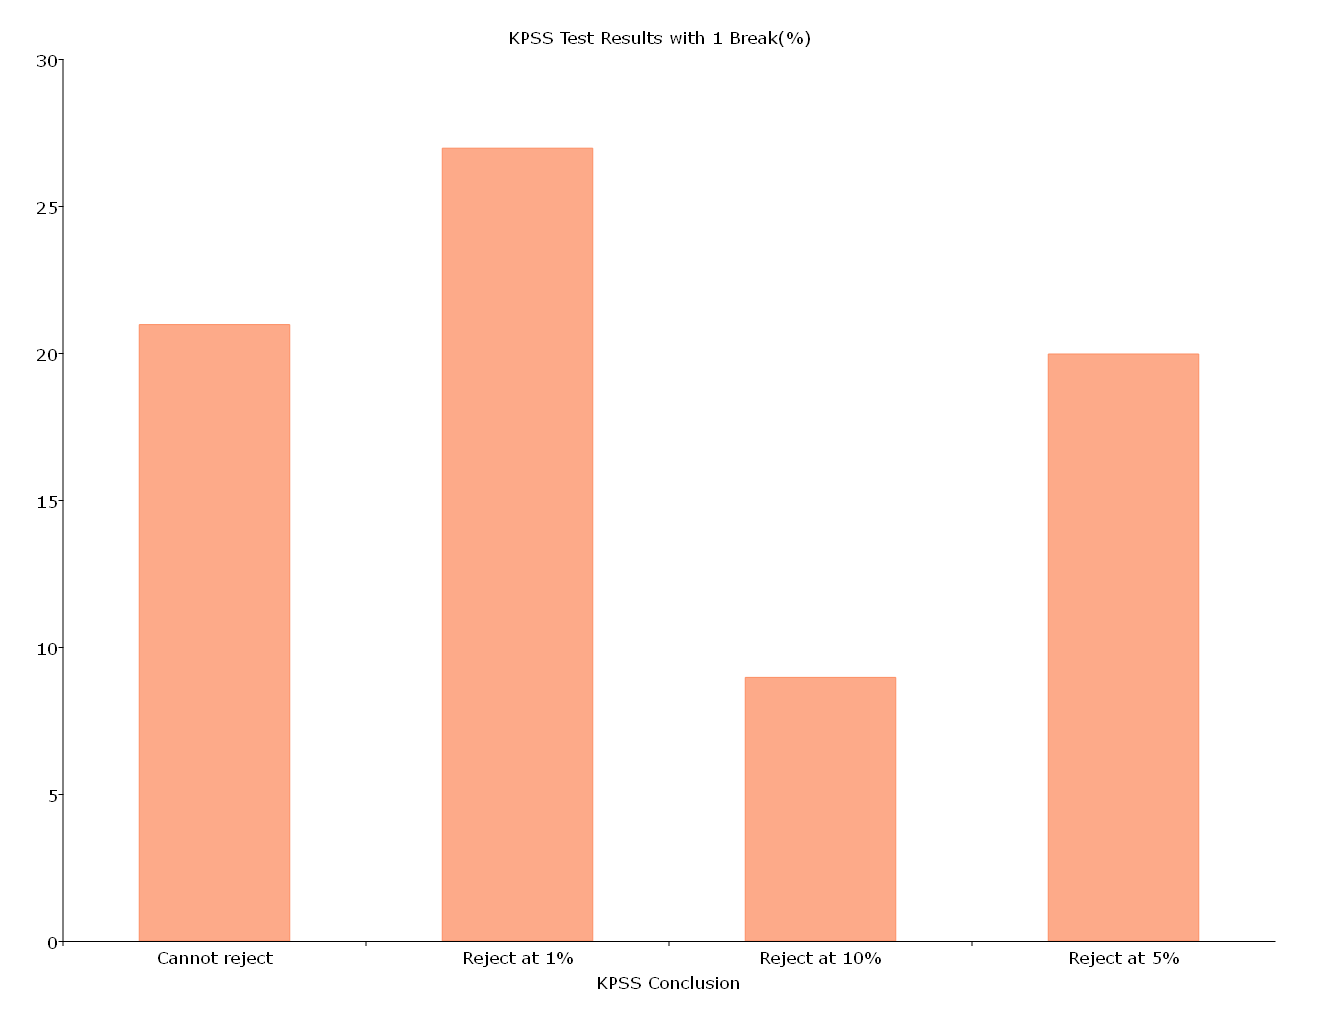 KPSS Test Results with 1 Break(%)
30
25
20
15
10
5
0
Cannot reject Reject at 1% Reject at 10% Reject at 5%
KPSS Conclusion